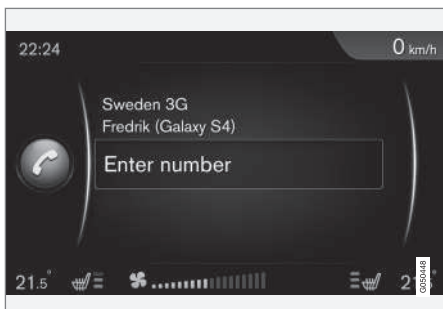 22:24
0 km/h
Sweden 3G
Fredrik (Galaxy S4)
Enter number
21.5°
G050448